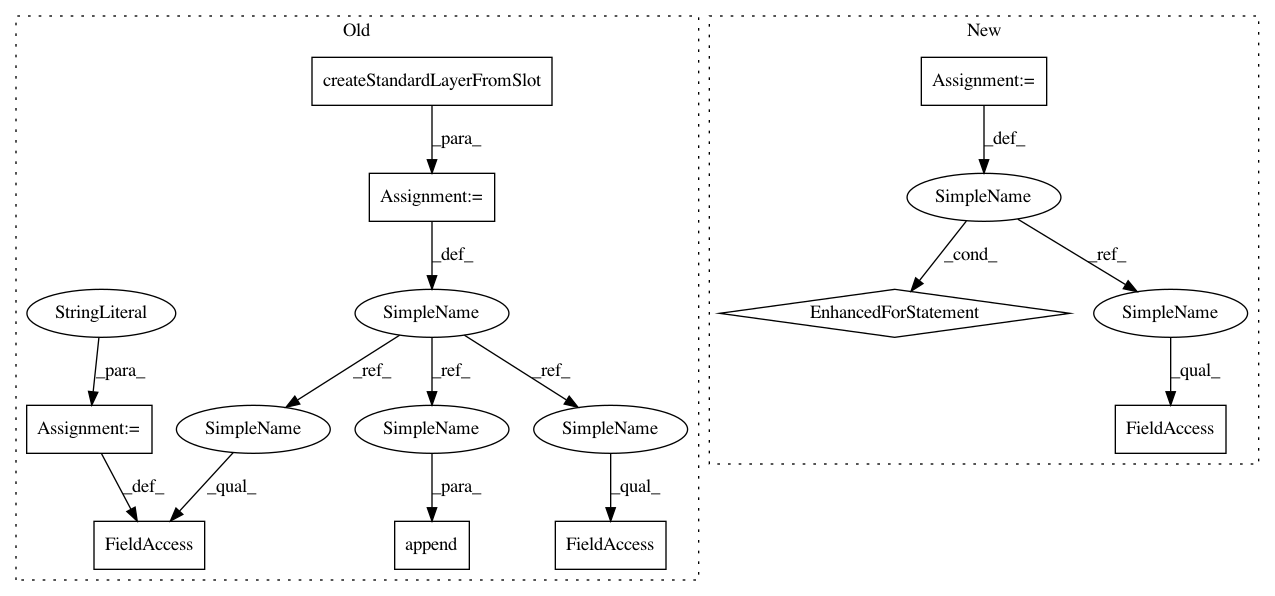 Old
New
createStandardLayerFromSlot
Assignment:=
_para_
_def_
Assignment:=
SimpleName
_def_
_cond_
_ref_
StringLiteral
SimpleName
EnhancedForStatement
SimpleName
_para_
_ref_
_ref_
_ref_
_qual_
Assignment:=
SimpleName
SimpleName
SimpleName
FieldAccess
_def_
_qual_
_para_
_qual_
FieldAccess
append
FieldAccess